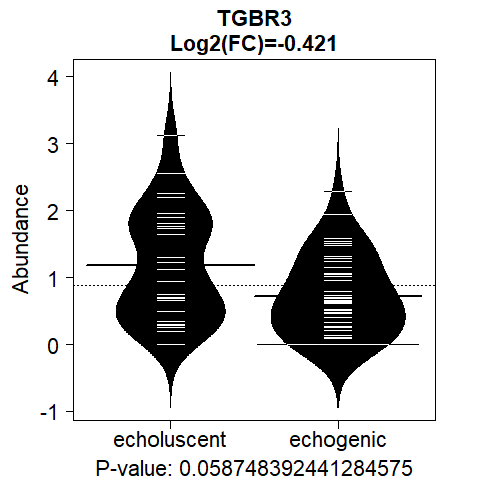 TGBR3
Log2(FC)=-0.421
Abundance
4
3
2
1
0
-1
echoluscent echogenic
P-value: 0.058748392441284575